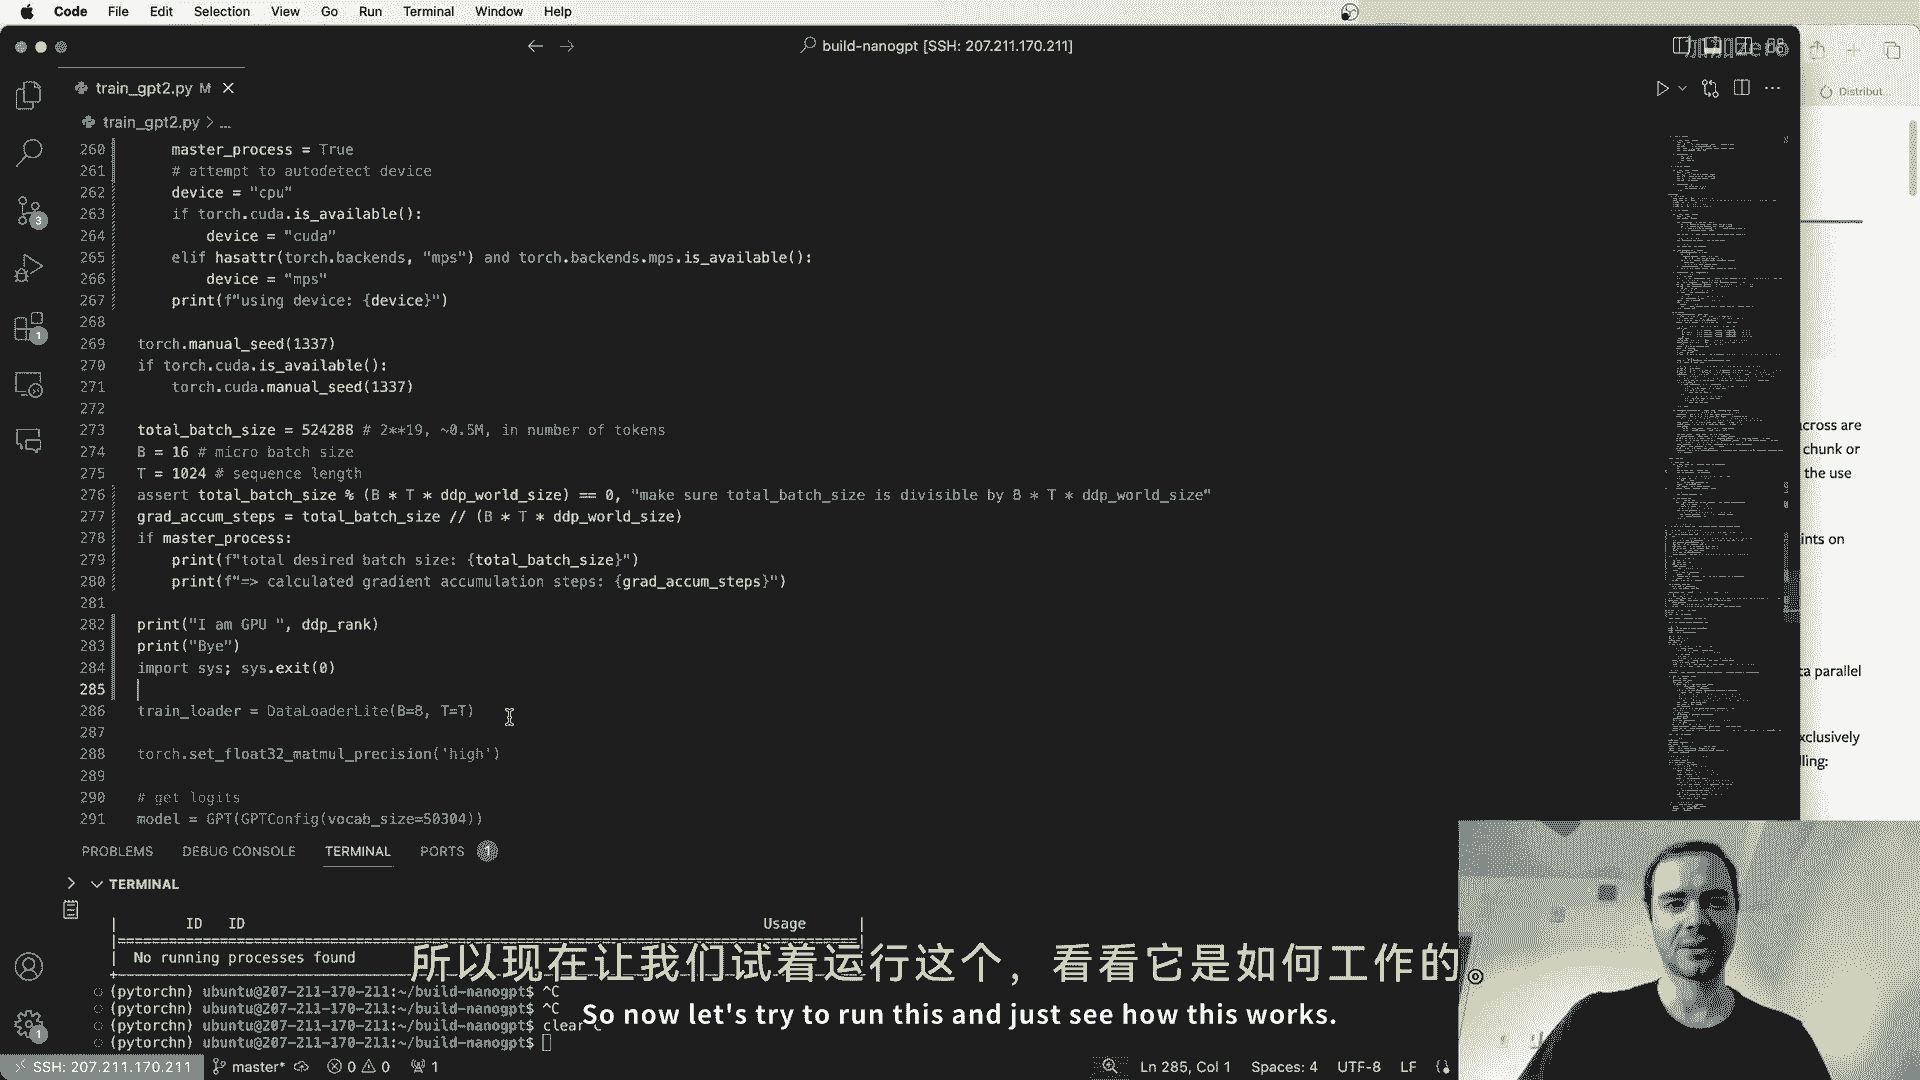 Code File Edit Selection View Go Run Terminal Window Help
build-nanogpt [SSH: 207.211.170.211]
train_gpt2.py M
Distribut...
train_gpt2.py > ...
260 master_process = True
261 # attempt to autodetect device
262 device = "cpu"
263 if torch.cuda.is_available():
264 device = "cuda"
265 elif hasattr(torch.backends, "mps") and torch.backends.mps.is_available():
266 device = "mps"
267 print(f"using device: {device}")
268
269 torch.manual_seed(1337)
270 if torch.cuda.is_available():
271 torch.cuda.manual_seed(1337)
272
273 total_batch_size = 524288 # 2**19, ~0.5M, in number of tokens
274 B = 16 # micro batch size
275 T = 1024 # sequence length
276 assert total_batch_size % (B * T * ddp_world_size) == 0, "make sure total_batch_size is divisible by B * T * ddp_world_size"
277 grad_accum_steps = total_batch_size // (B * T * ddp_world_size)
278 if master_process:
279 print(f"total desired batch size: {total_batch_size}")
280 print(f"=> calculated gradient accumulation steps: {grad_accum_steps}")
281
282 print("I am GPU ", ddp_rank)
283 print("Bye")
284 import sys; sys.exit(0)
285
286 train_loader = DataLoaderLite(B=B, T=T)
287
288 torch.set_float32_matmul_precision('high')
289
290 # get logits
291 model = GPT(GPTConfig(vocab_size=50304))
across are
chunk or
the use
ints on
ta parallel
xclusively
lling:
3
1
PROBLEMS DEBUG CONSOLE TERMINAL PORTS 1
TERMINAL
ID ID Usage
No running processes found
(pytorchn) ubuntu@207-211-170-211:~/build-nanogpt$ ^C
(pytorchn) ubuntu@207-211-170-211:~/build-nanogpt$ ^C
(pytorchn) ubuntu@207-211-170-211:~/build-nanogpt$ clear^C
(pytorchn) ubuntu@207-211-170-211:~/build-nanogpt$
所以现在让我们试着运行这个，看看它是如何工作的
So now let's try to run this and just see how this works.
1
SSH: 207.211.170.211 master* 0 0 1 Ln 285, Col 1 Spaces: 4 UTF-8 LF